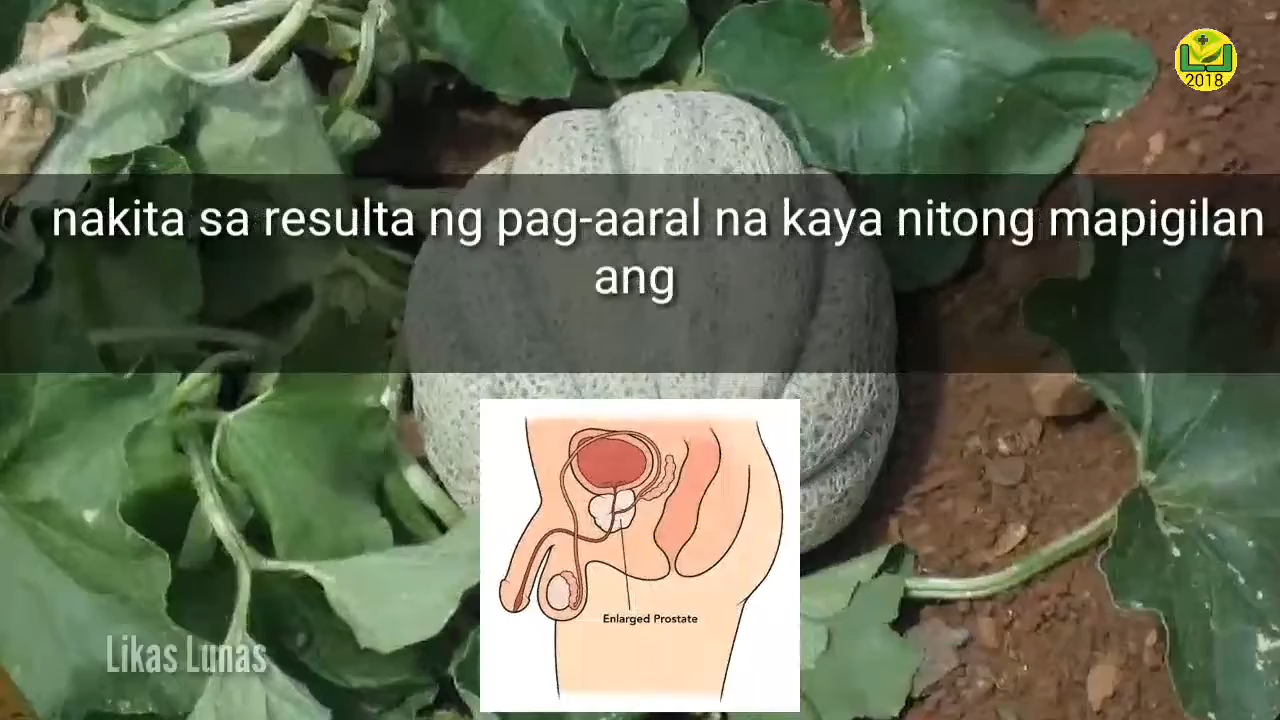 2018
nakita sa resulta ng pag-aaral na kaya nitong mapigilan
ang
Enlarged Prostate
Likas Lunas